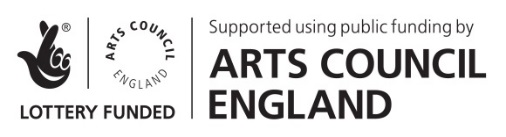 ®
ARTS COUNCIL
ENGLAND
LOTTERY FUNDED
Supported using public funding by
ARTS COUNCIL
ENGLAND